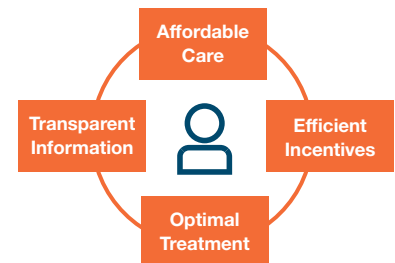 Affordable
Care
Transparent
Information
Efficient
Incentives
Optimal
Treatment